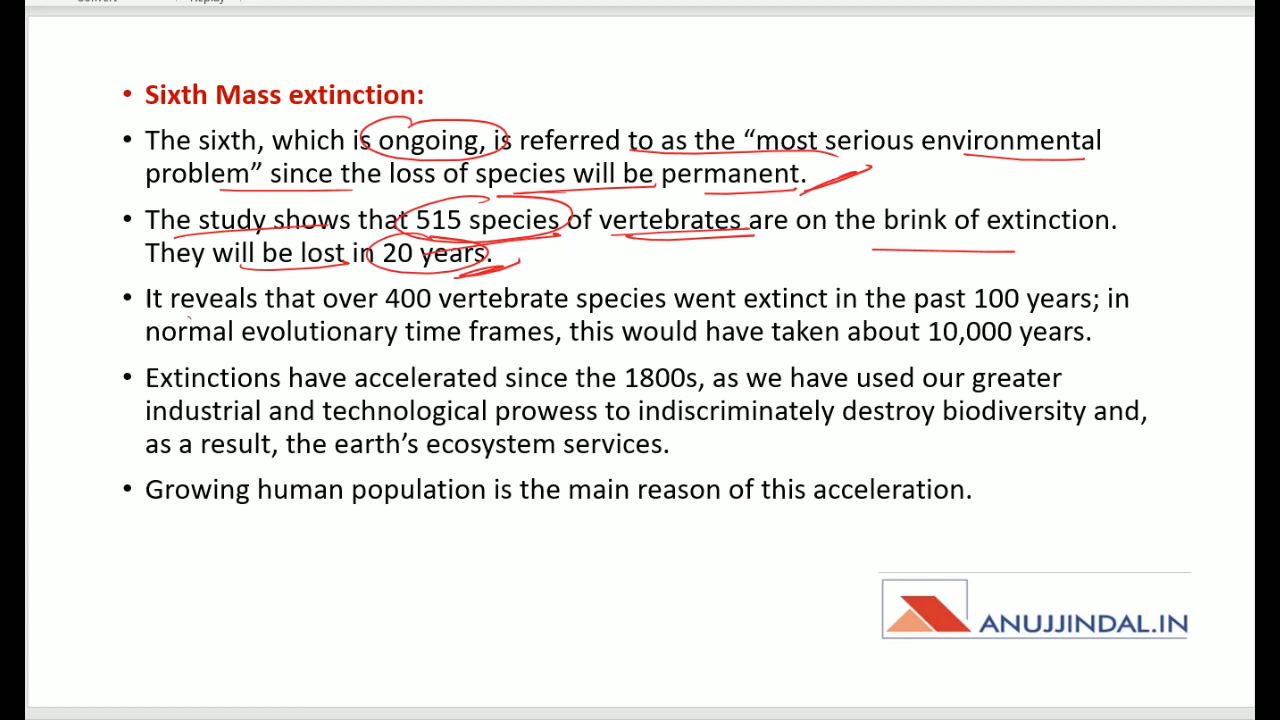 • Sixth Mass extinction:
• The sixth, which is ongoing, is referred to as the “most serious environmental
problem” since the loss of species will be permanent.
• The study shows that 515 species of vertebrates are on the brink of extinction.
They will be lost in 20 years.
• It reveals that over 400 vertebrate species went extinct in the past 100 years; in
normal evolutionary time frames, this would have taken about 10,000 years.
• Extinctions have accelerated since the 1800s, as we have used our greater
industrial and technological prowess to indiscriminately destroy biodiversity and,
as a result, the earth’s ecosystem services.
• Growing human population is the main reason of this acceleration.
ANUJJINDAL.IN